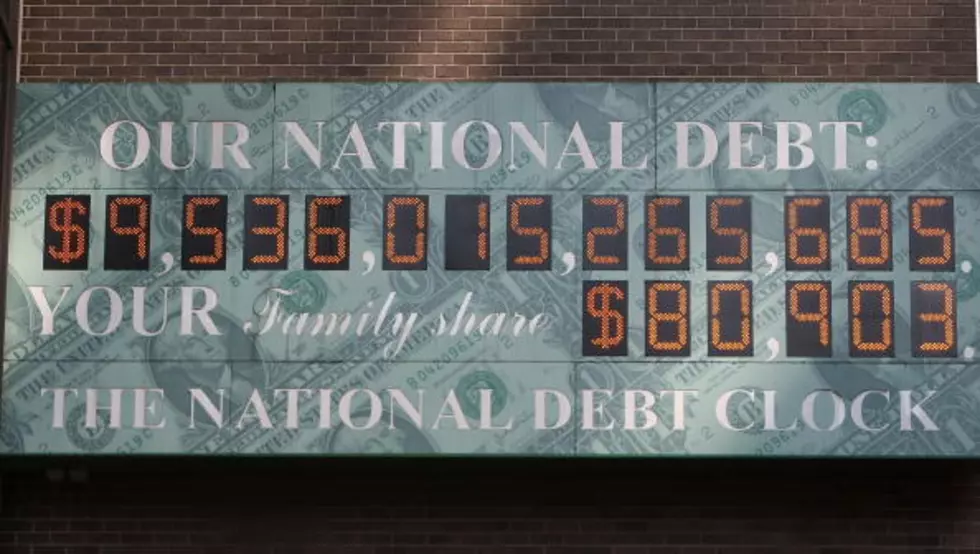 OUR NATIONAL DEBT:
$9,536,015,265,685.
YOUR Family share $80,903.
THE NATIONAL DEBT CLOCK